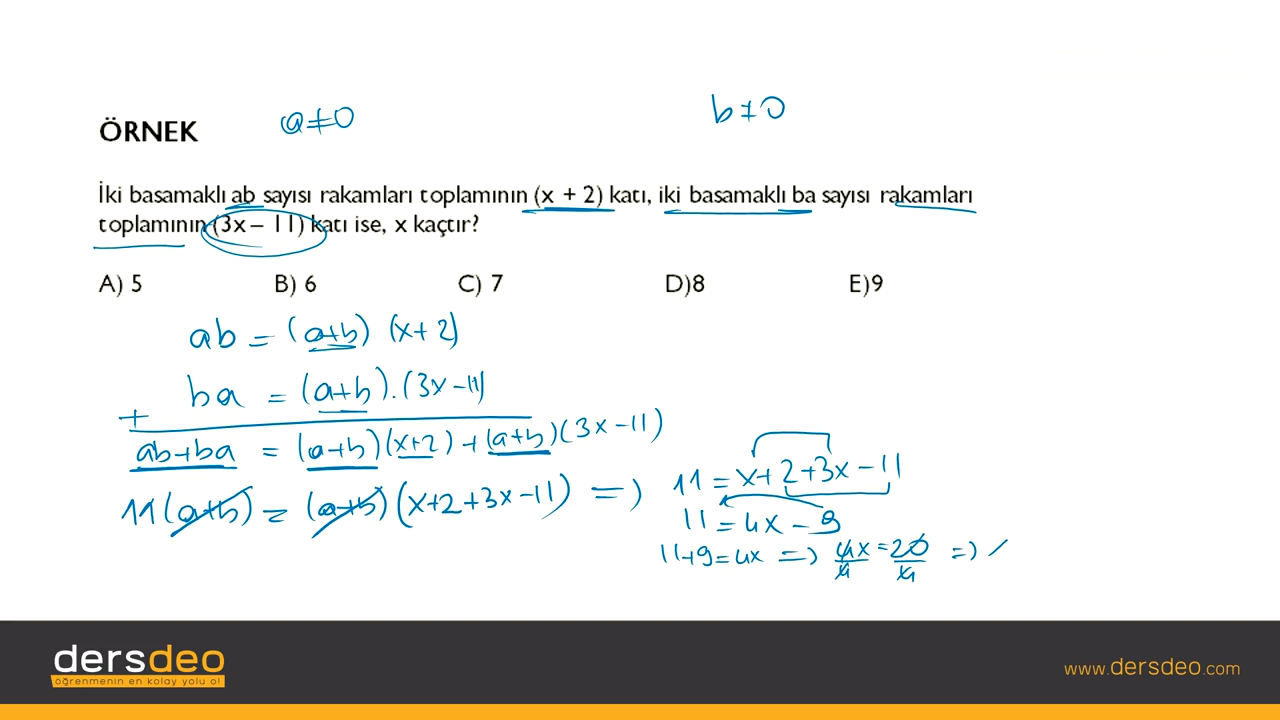 a≠0
b≠0
ÖRNEK
İki basamaklı ab sayısı rakamları toplamının (x + 2) katı, iki basamaklı ba sayısı rakamları
toplamının (3x – 11) katı ise, x kaçtır?
A) 5 B) 6 C) 7 D)8 E)9
ab = (a+b) (x+2)
ba = (a+b).(3x-11)
+
ab+ba = (a+b)(x+2)+(a+b)(3x-11)
11(a+b) = (a+b)(x+2+3x-11) =>
11 = x+2+3x-11
11 = 4x-9
11+9=4x => 4x/4 = 20/4 =>
dersdeo
öğrenmenin en kolay yolu o!
www.dersdeo.com